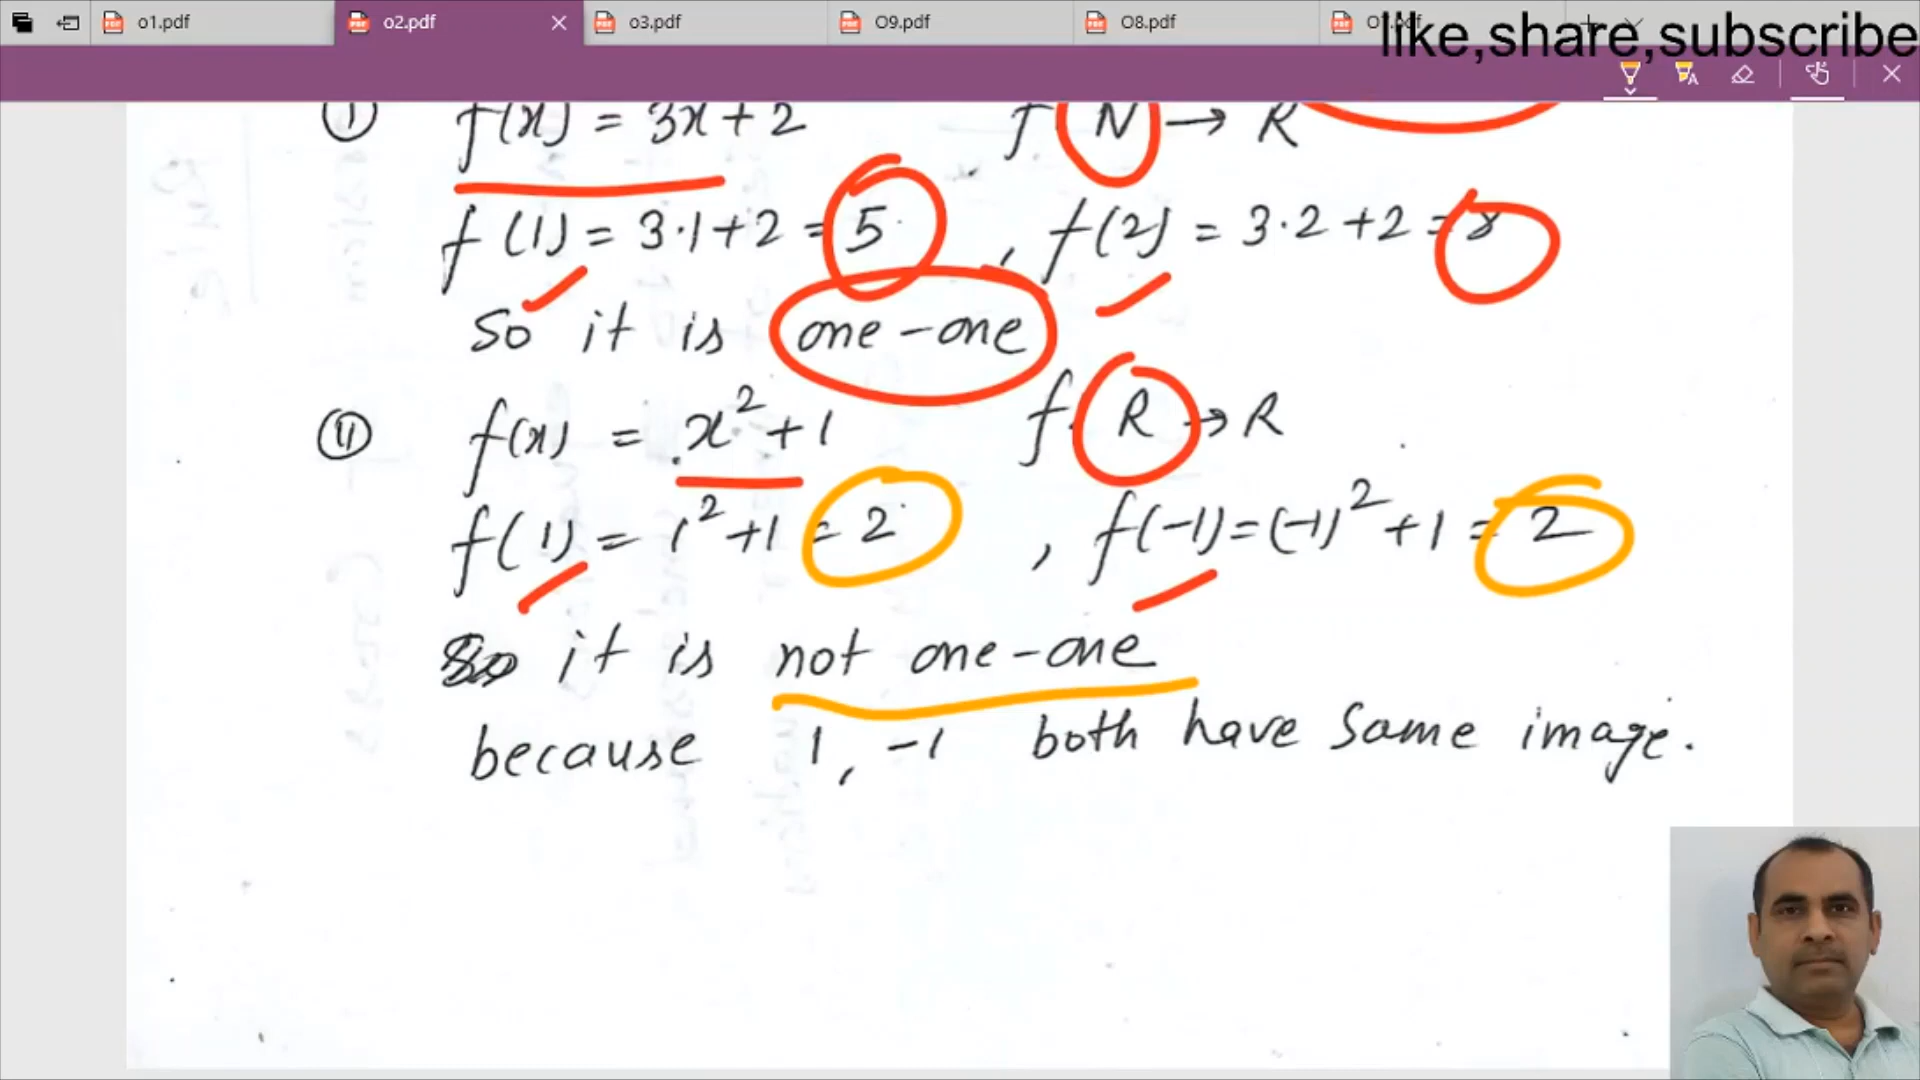 o1.pdf
o2.pdf
o3.pdf
O9.pdf
O8.pdf
like,share,subscribe
① f(x) = 3x + 2 f N → R
f(1) = 3·1+2 = 5 , f(2) = 3·2+2 = 8
So it is one-one
ⓘⓘ f(x) = x²+1 f: R → R
f(1) = 1²+1 = 2 , f(-1) = (-1)²+1 = 2
So it is not one-one
because 1, -1 both have same image.